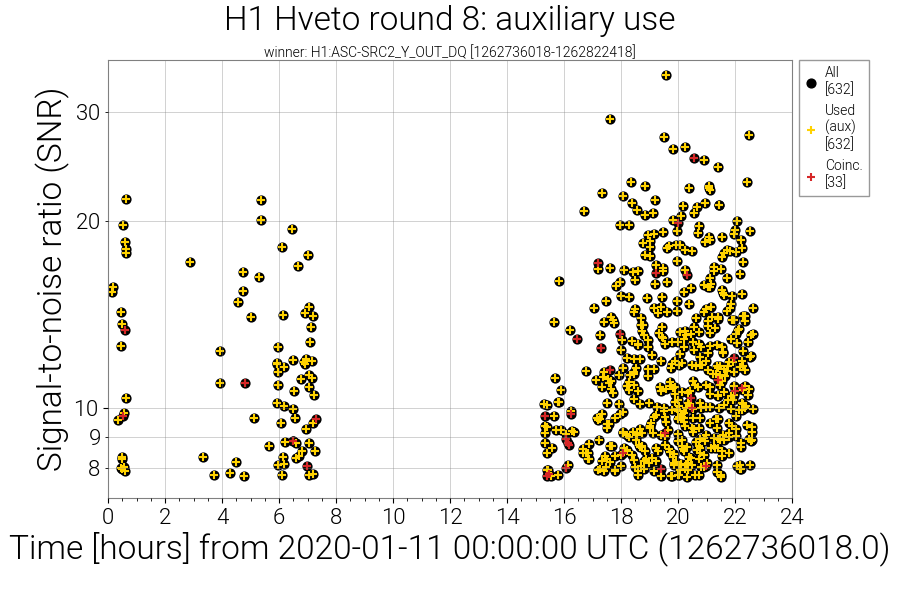 H1 Hveto round 8: auxiliary use
winner: H1:ASC-SRC2_Y_OUT_DQ [1262736018-1262822418]
Signal-to-noise ratio (SNR)
30
20
10
9
8
0 2 4 6 8 10 12 14 16 18 20 22 24
Time [hours] from 2020-01-11 00:00:00 UTC (1262736018.0)
All
[632]
Used
(aux)
[632]
Coinc.
[33]